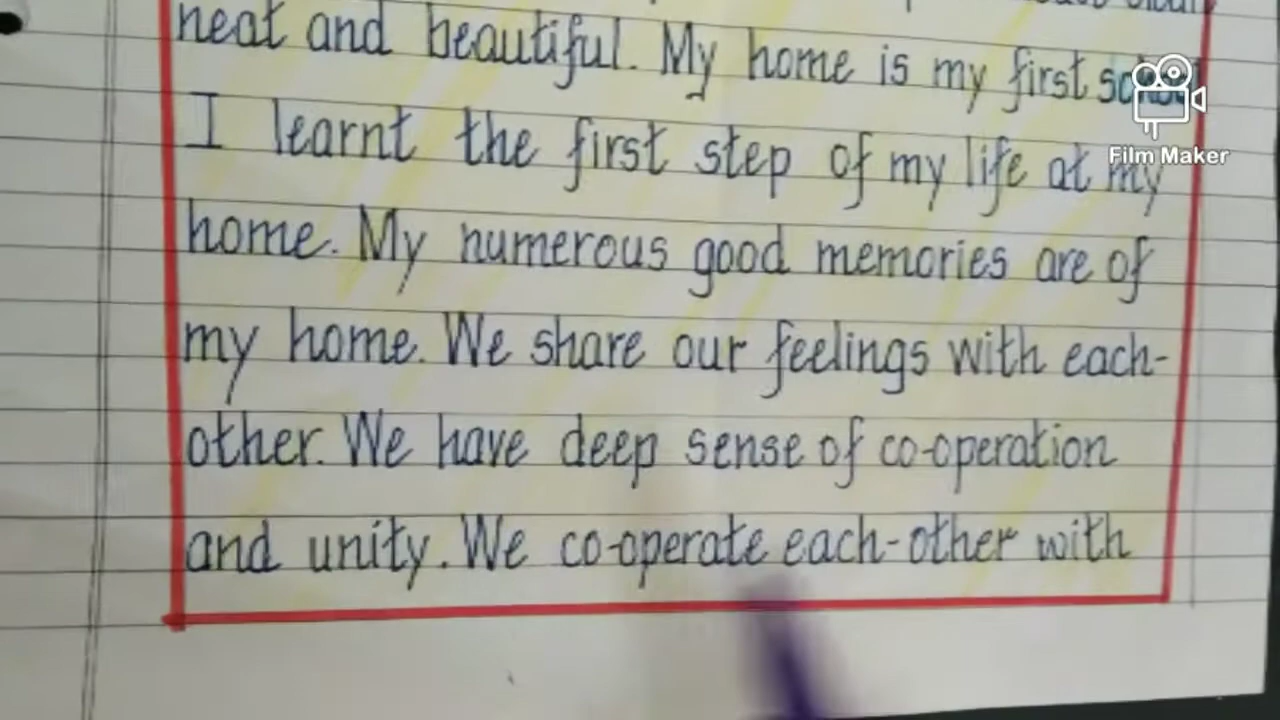 neat and beautiful. My home is my first school
I learnt the first step of my life at my
home. My numerous good memories are of
my home. We share our feelings with each-
other. We have deep sense of co-operation
and unity. We co-operate each-other with
Film Maker